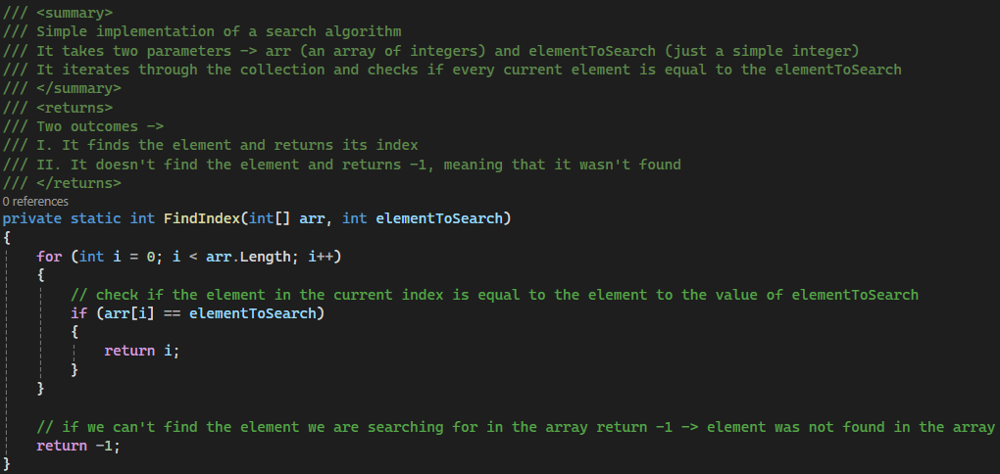 /// <summary>
/// Simple implementation of a search algorithm
/// It takes two parameters -> arr (an array of integers) and elementToSearch (just a simple integer)
/// It iterates through the collection and checks if every current element is equal to the elementToSearch
/// </summary>
/// <returns>
/// Two outcomes ->
/// I. It finds the element and returns its index
/// II. It doesn't find the element and returns -1, meaning that it wasn't found
/// </returns>
0 references
private static int FindIndex(int[] arr, int elementToSearch)
{
    for (int i = 0; i < arr.Length; i++)
    {
        // check if the element in the current index is equal to the element to the value of elementToSearch
        if (arr[i] == elementToSearch)
        {
            return i;
        }
    }

    // if we can't find the element we are searching for in the array return -1 -> element was not found in the array
    return -1;
}